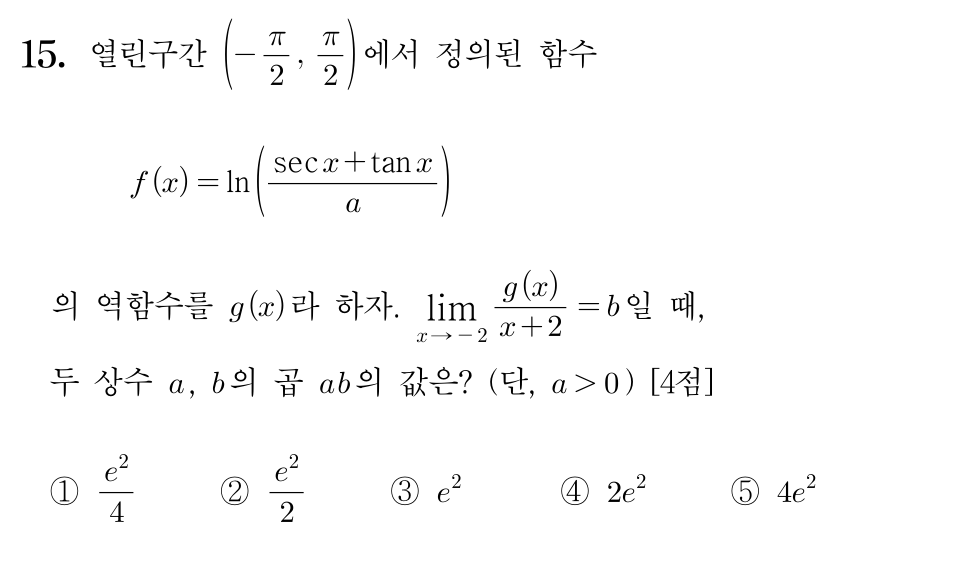 15. 열린구간 (-π/2, π/2)에서 정의된 함수
f(x)=ln((sec x+tan x)/a)
의 역함수를 g(x)라 하자. lim_{x→-2} g(x)/(x+2) = b일 때,
두 상수 a, b의 곱 ab의 값은? (단, a>0) [4점]
① e²/4 ② e²/2 ③ e² ④ 2e² ⑤ 4e²